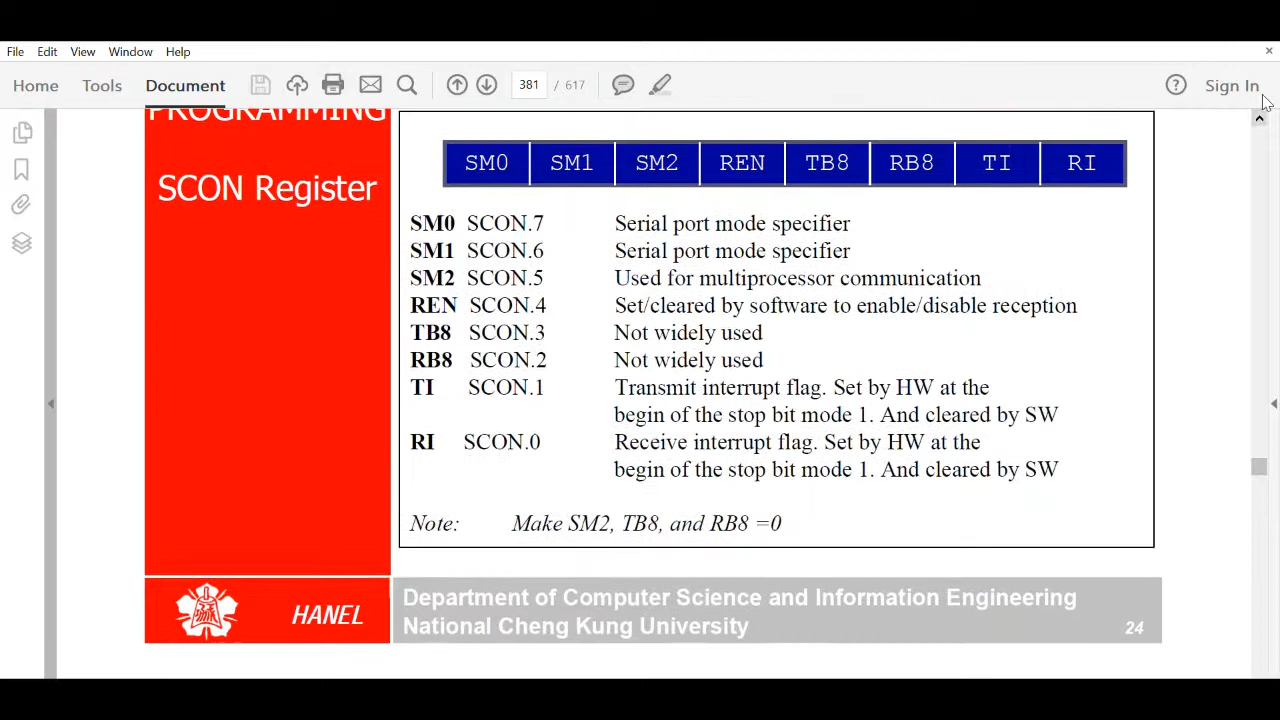 File Edit View Window Help
Home Tools Document 381 / 617 Sign In
PROGRAMMING
SCON Register
SM0 SM1 SM2 REN TB8 RB8 TI RI
SM0 SCON.7 Serial port mode specifier
SM1 SCON.6 Serial port mode specifier
SM2 SCON.5 Used for multiprocessor communication
REN SCON.4 Set/cleared by software to enable/disable reception
TB8 SCON.3 Not widely used
RB8 SCON.2 Not widely used
TI SCON.1 Transmit interrupt flag. Set by HW at the
begin of the stop bit mode 1. And cleared by SW
RI SCON.0 Receive interrupt flag. Set by HW at the
begin of the stop bit mode 1. And cleared by SW
Note: Make SM2, TB8, and RB8 =0
HANEL
Department of Computer Science and Information Engineering
National Cheng Kung University
24